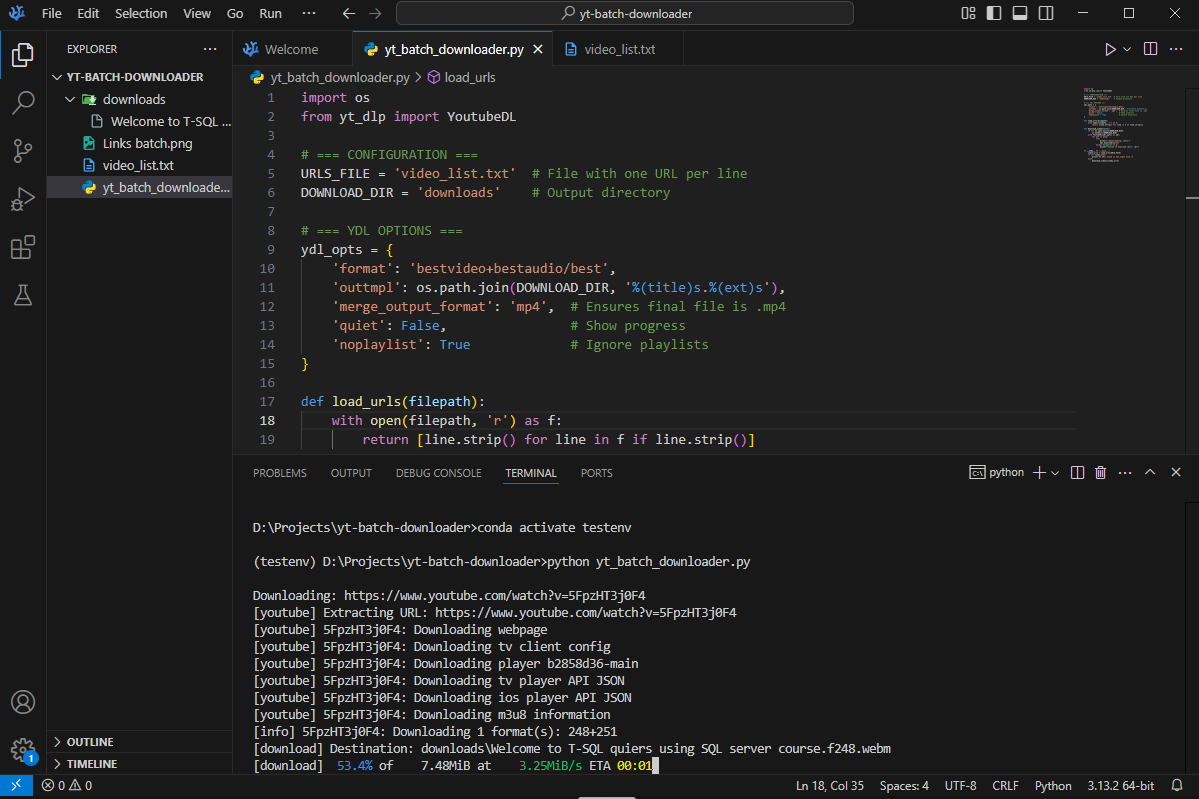 File Edit Selection View Go Run ··· yt-batch-downloader
EXPLORER ···
YT-BATCH-DOWNLOADER
downloads
Welcome to T-SQL ...
Links batch.png
video_list.txt
yt_batch_downloade...
OUTLINE
TIMELINE
Welcome yt_batch_downloader.py video_list.txt
yt_batch_downloader.py > load_urls
1 import os
2 from yt_dlp import YoutubeDL
3
4 # === CONFIGURATION ===
5 URLS_FILE = 'video_list.txt'  # File with one URL per line
6 DOWNLOAD_DIR = 'downloads'    # Output directory
7
8 # === YDL OPTIONS ===
9 ydl_opts = {
10     'format': 'bestvideo+bestaudio/best',
11     'outtmpl': os.path.join(DOWNLOAD_DIR, '%(title)s.%(ext)s'),
12     'merge_output_format': 'mp4',  # Ensures final file is .mp4
13     'quiet': False,                # Show progress
14     'noplaylist': True             # Ignore playlists
15 }
16
17 def load_urls(filepath):
18     with open(filepath, 'r') as f:
19         return [line.strip() for line in f if line.strip()]
PROBLEMS OUTPUT DEBUG CONSOLE TERMINAL PORTS python
D:\Projects\yt-batch-downloader>conda activate testenv
(testenv) D:\Projects\yt-batch-downloader>python yt_batch_downloader.py
Downloading: https://www.youtube.com/watch?v=5FpzHT3j0F4
[youtube] Extracting URL: https://www.youtube.com/watch?v=5FpzHT3j0F4
[youtube] 5FpzHT3j0F4: Downloading webpage
[youtube] 5FpzHT3j0F4: Downloading tv client config
[youtube] 5FpzHT3j0F4: Downloading player b2858d36-main
[youtube] 5FpzHT3j0F4: Downloading tv player API JSON
[youtube] 5FpzHT3j0F4: Downloading ios player API JSON
[youtube] 5FpzHT3j0F4: Downloading m3u8 information
[info] 5FpzHT3j0F4: Downloading 1 format(s): 248+251
[download] Destination: downloads\Welcome to T-SQL quiers using SQL server course.f248.webm
[download]  53.4% of    7.48MiB at    3.25MiB/s ETA 00:01
1
0 0 Ln 18, Col 35 Spaces: 4 UTF-8 CRLF Python 3.13.2 64-bit